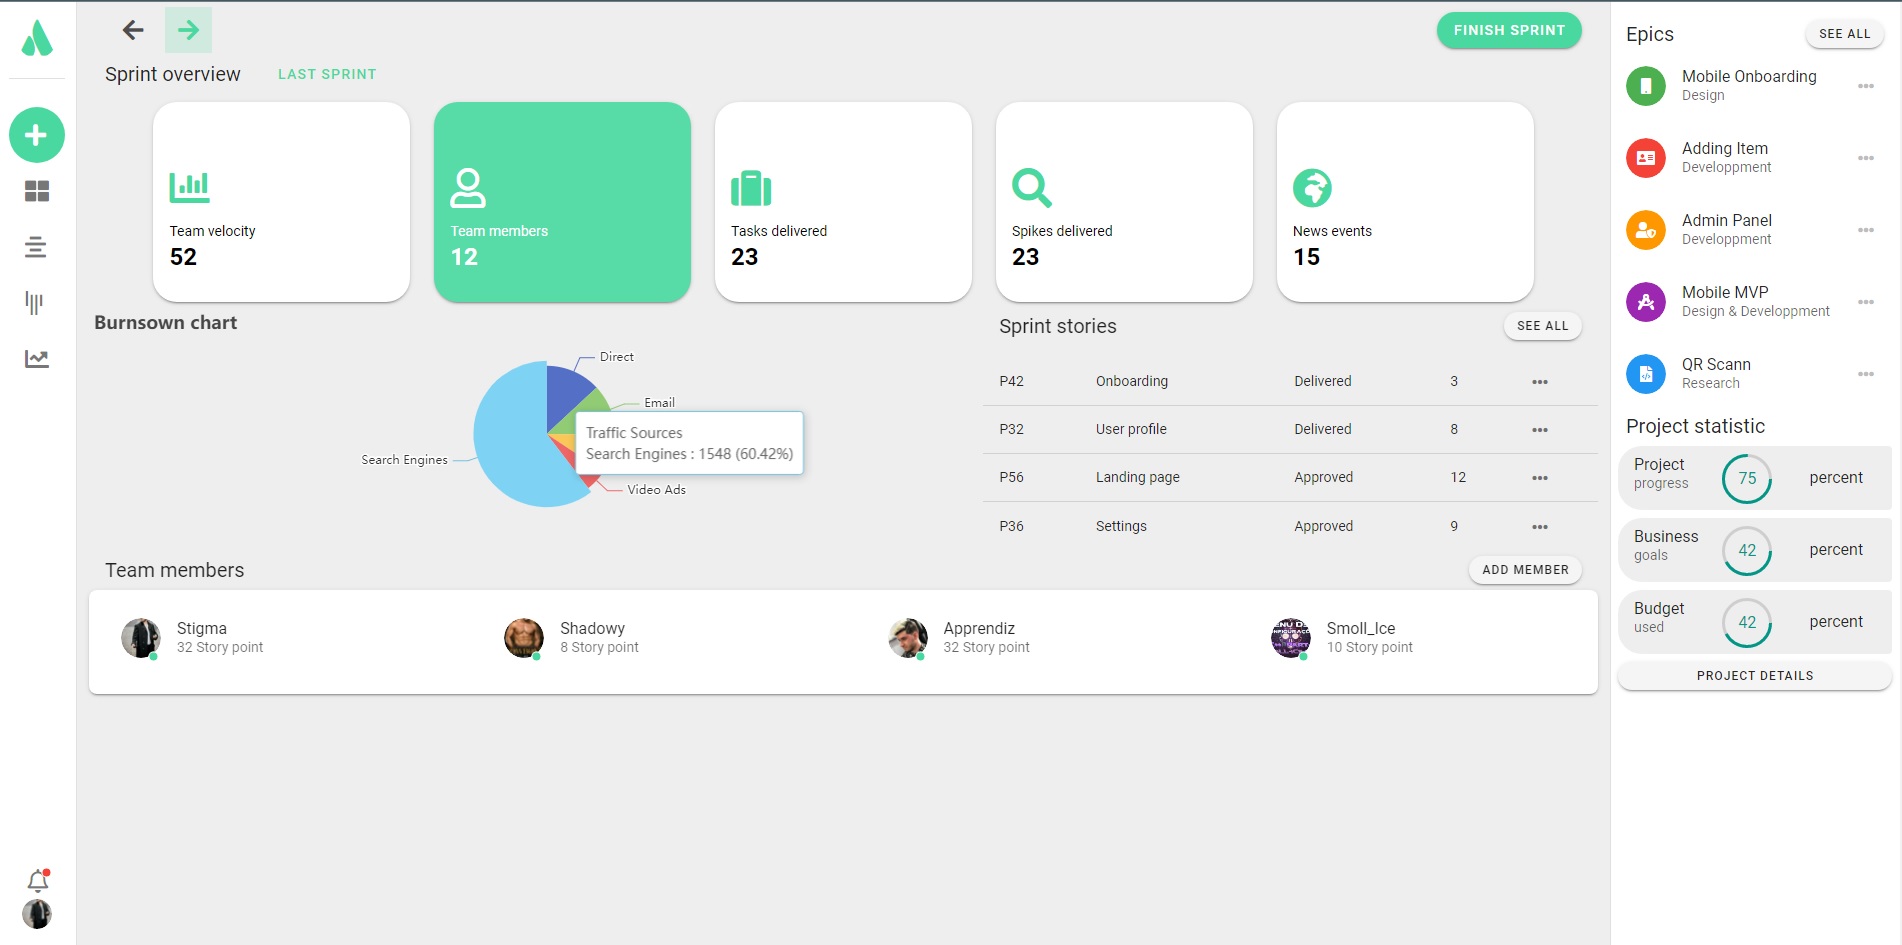 FINISH SPRINT
Sprint overview
LAST SPRINT
Team velocity
52
Team members
12
Tasks delivered
23
Spikes delivered
23
News events
15
Burnsown chart
Direct
Email
Traffic Sources
Search Engines : 1548 (60.42%)
Search Engines
Video Ads
Sprint stories
SEE ALL
P42 Onboarding Delivered 3
P32 User profile Delivered 8
P56 Landing page Approved 12
P36 Settings Approved 9
Team members
ADD MEMBER
Stigma
32 Story point
Shadowy
8 Story point
Apprendiz
32 Story point
Smoll_Ice
10 Story point
Epics
SEE ALL
Mobile Onboarding
Design
Adding Item
Developpment
Admin Panel
Developpment
Mobile MVP
Design & Developpment
QR Scann
Research
Project statistic
Project
progress
75
percent
Business
goals
42
percent
Budget
used
42
percent
PROJECT DETAILS